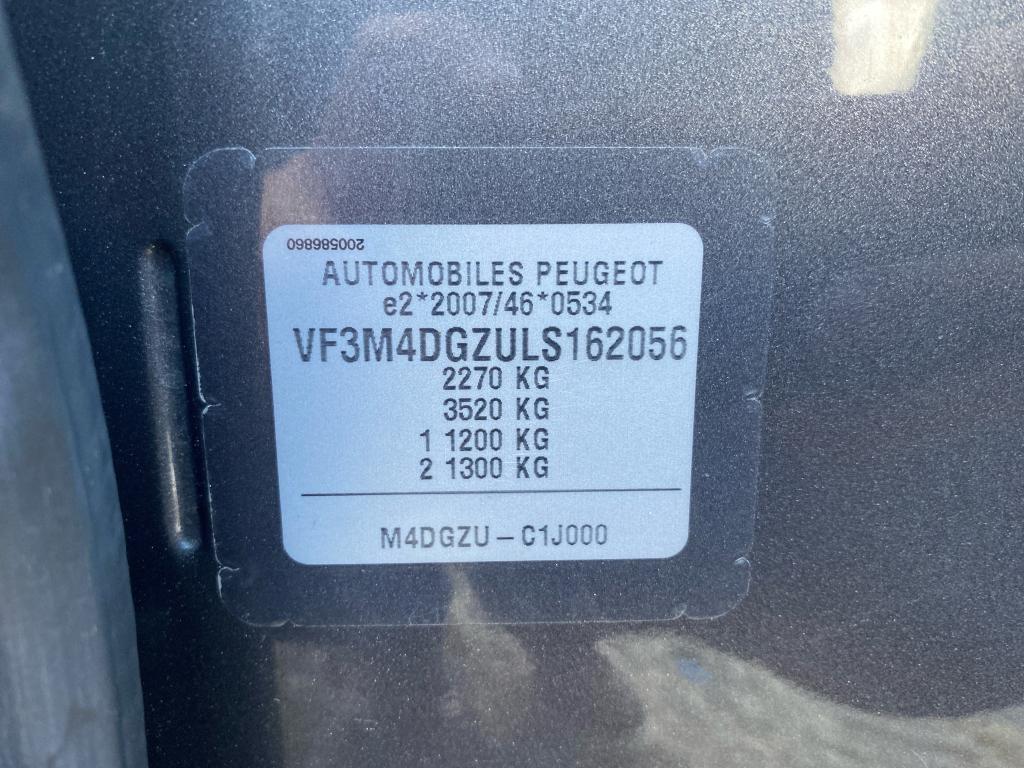 200586860
AUTOMOBILES PEUGEOT
e2*2007/46*0534
VF3M4DGZULS162056
2270 KG
3520 KG
1 1200 KG
2 1300 KG
M4DGZU – C1J000